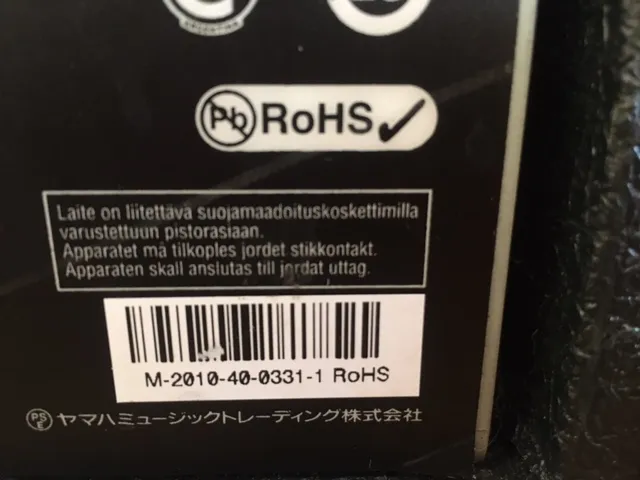 Pb RoHS
Laite on liitettävä suojamaadoituskoskettimilla
varustettuun pistorasiaan.
Apparatet må tilkoples jordet stikkontakt.
Apparaten skall anslutas till jordat uttag.
M-2010-40-0331-1 RoHS
PSE ヤマハミュージックトレーディング株式会社